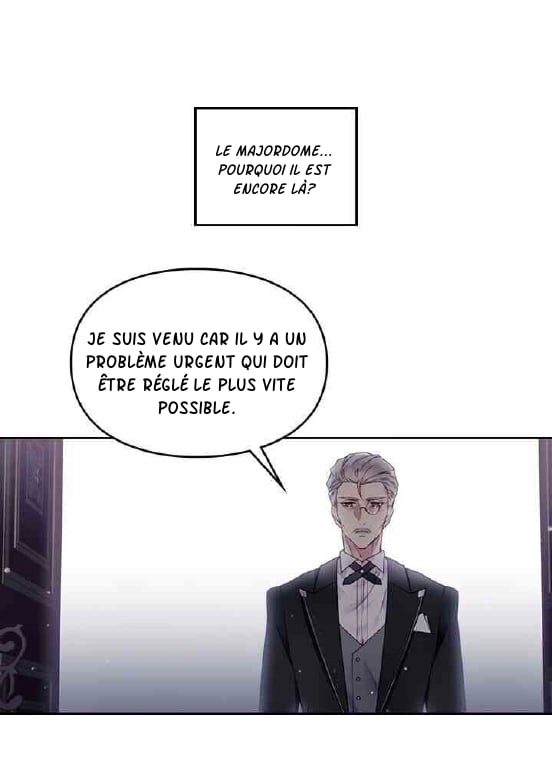 LE MAJORDOME...
POURQUOI IL EST
ENCORE LÀ?
JE SUIS VENU CAR IL Y A UN
PROBLÈME URGENT QUI DOIT
ÊTRE RÉGLÉ LE PLUS VITE
POSSIBLE.